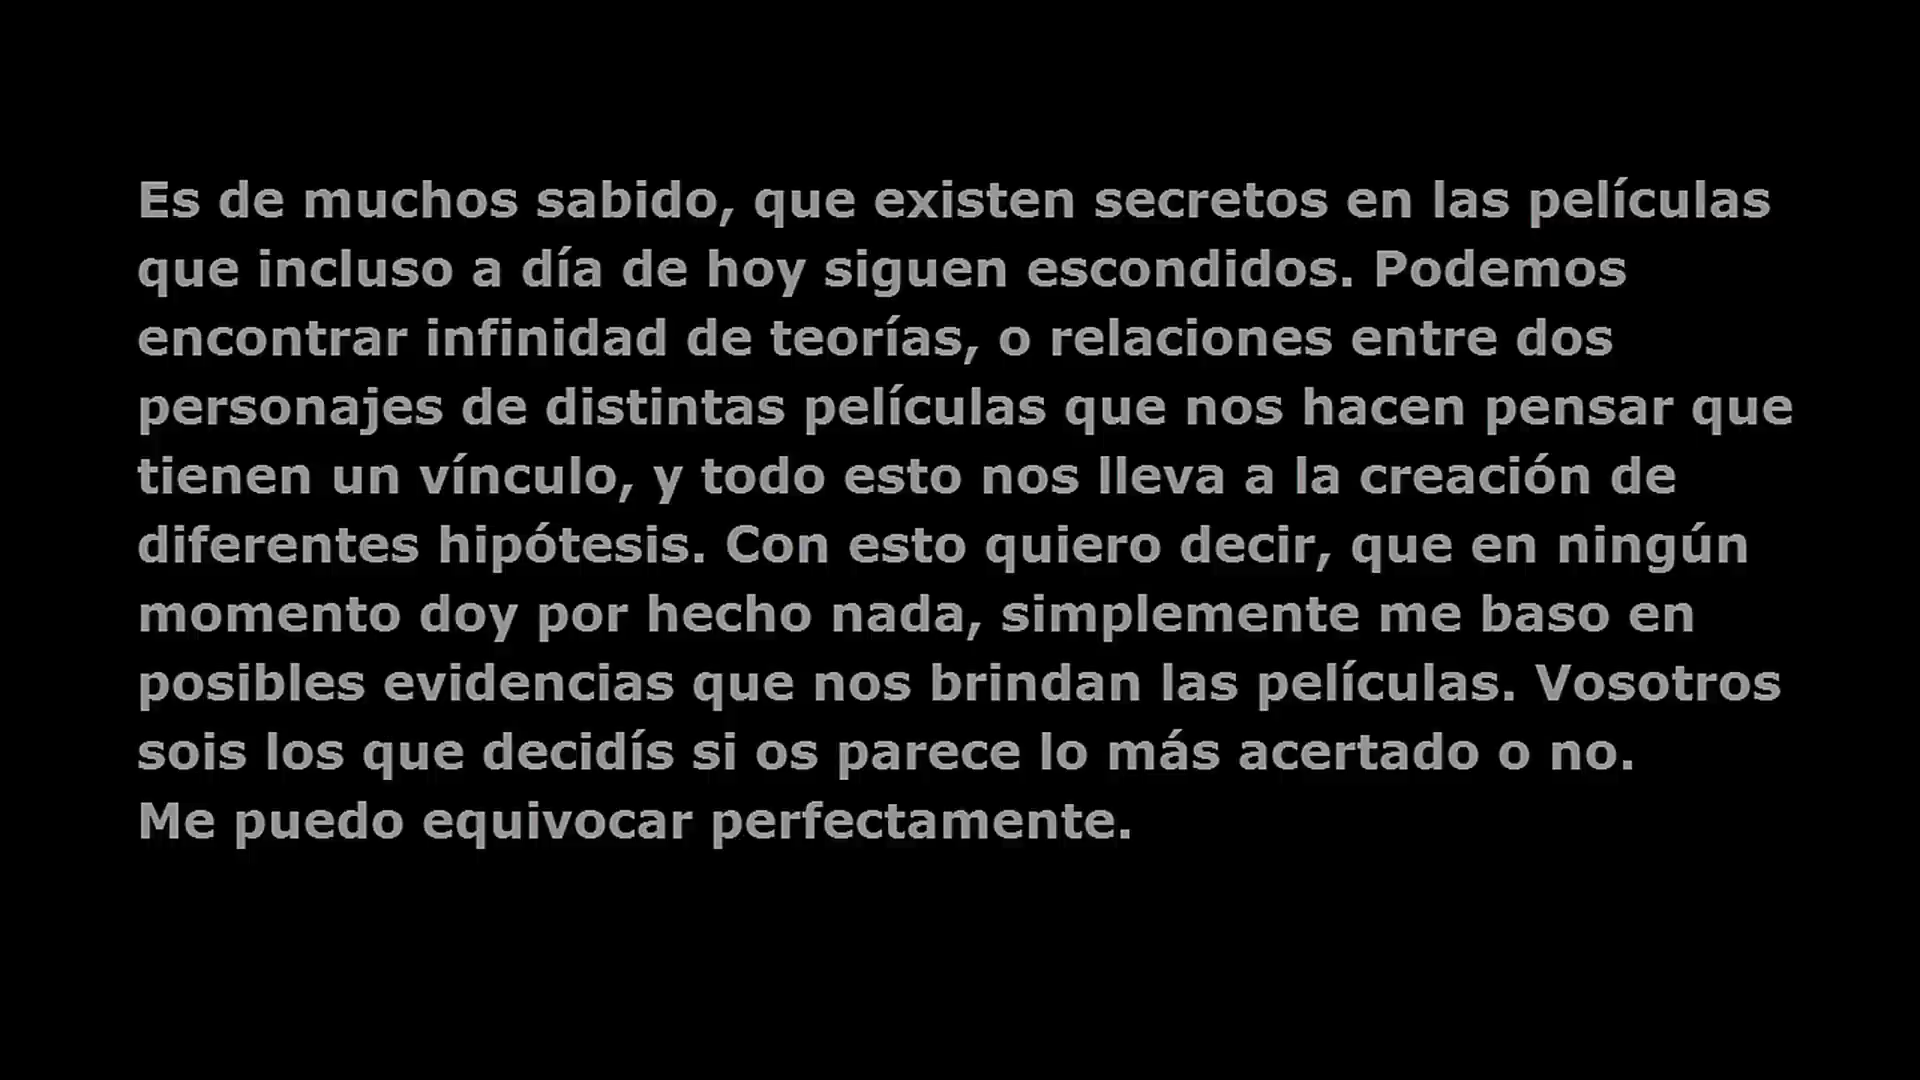 Es de muchos sabido, que existen secretos en las películas
que incluso a día de hoy siguen escondidos. Podemos
encontrar infinidad de teorías, o relaciones entre dos
personajes de distintas películas que nos hacen pensar que
tienen un vínculo, y todo esto nos lleva a la creación de
diferentes hipótesis. Con esto quiero decir, que en ningún
momento doy por hecho nada, simplemente me baso en
posibles evidencias que nos brindan las películas. Vosotros
sois los que decidís si os parece lo más acertado o no.
Me puedo equivocar perfectamente.